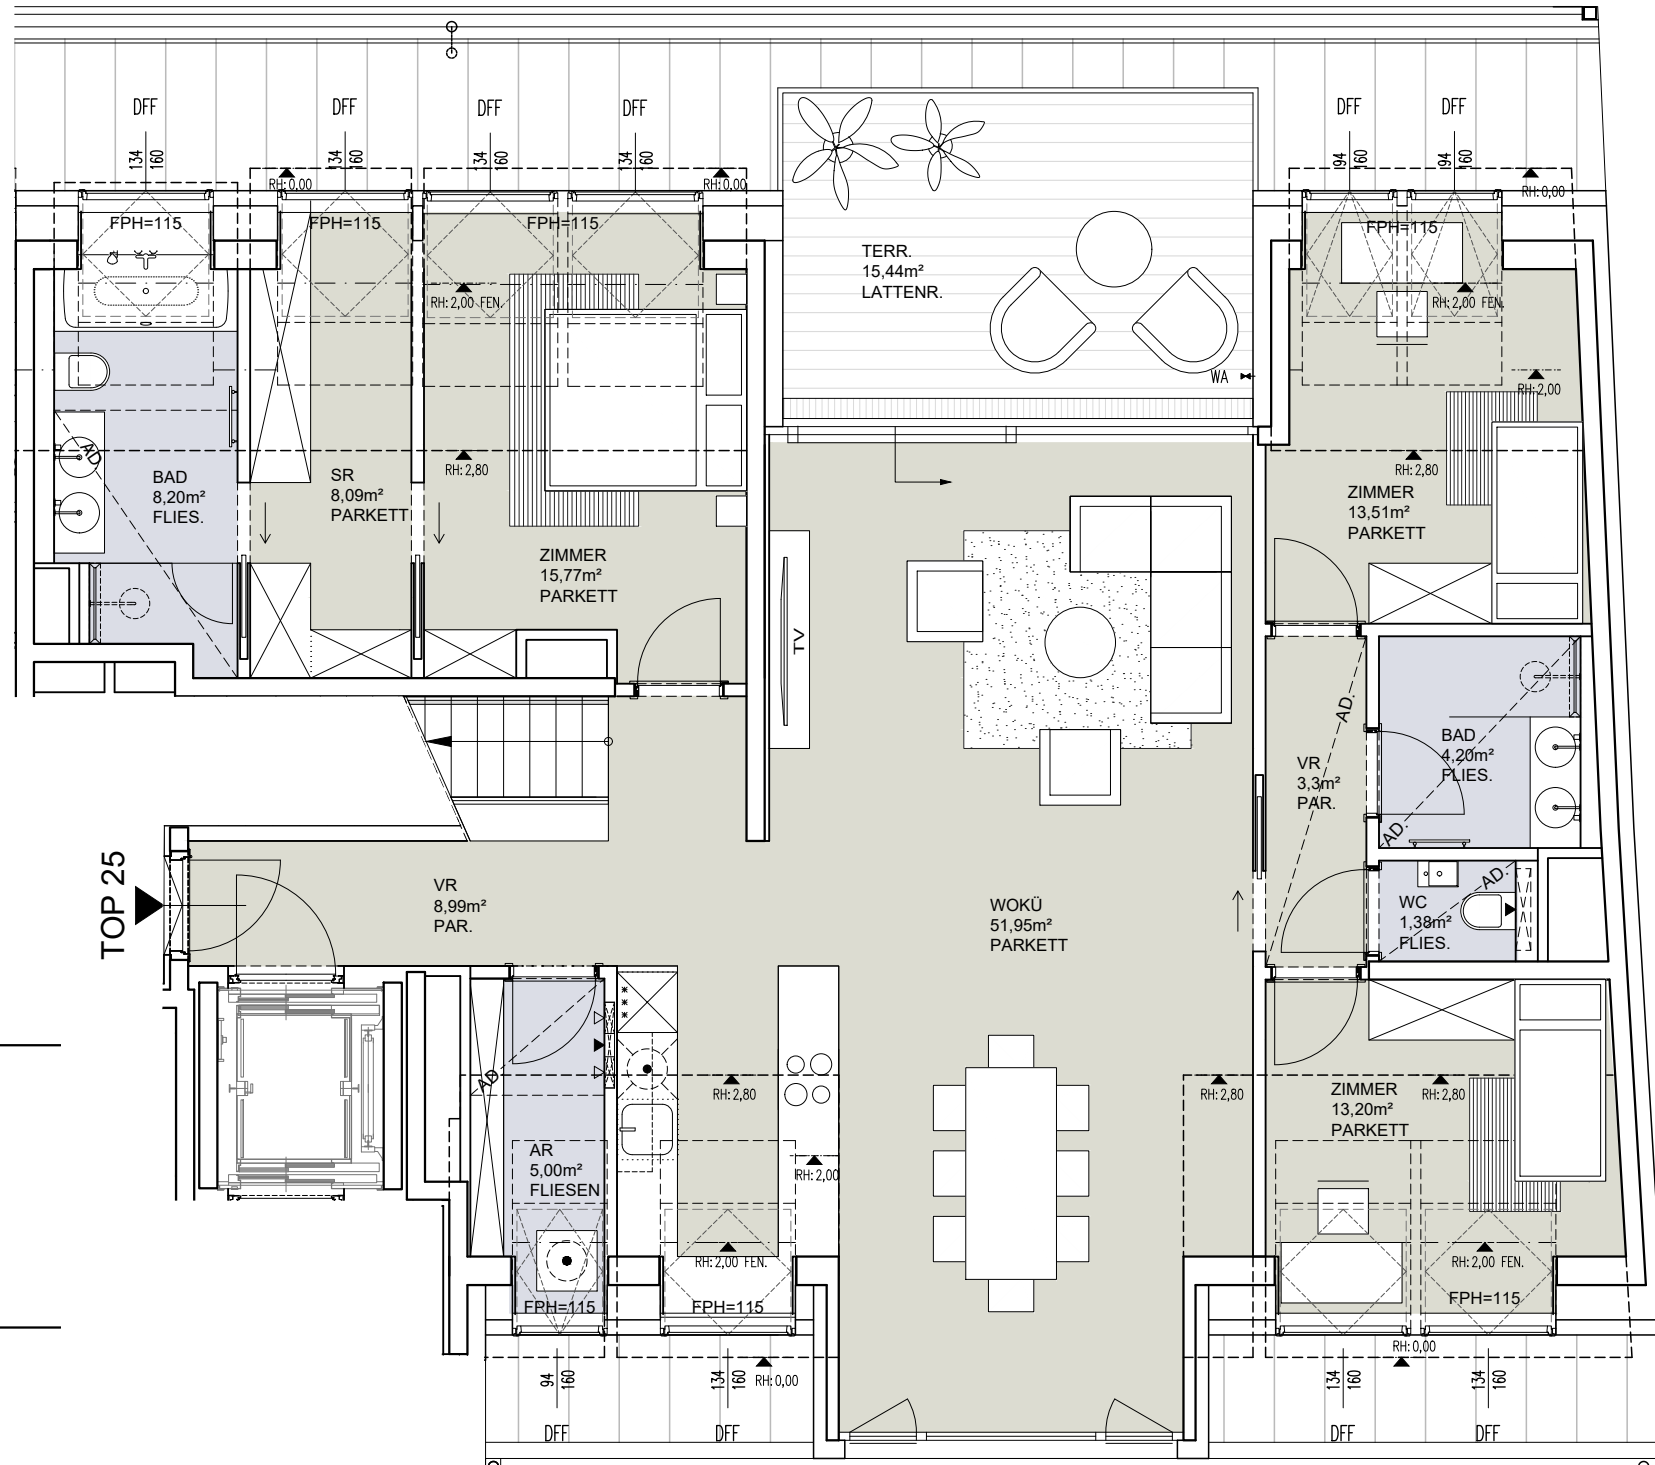 DFF
DFF
DFF
DFF
DFF
DFF
134
160
134
160
134
160
134
160
94
160
94
160
RH:0,00
RH:0,00
RH:0,00
FPH=115
FPH=115
FPH=115
FPH=115
TERR.
15,44m²
LATTENR.
RH:2,00 FEN.
RH:2,00 FEN.
WA
RH:2,00
AD
RH:2,80
RH:2,80
BAD
8,20m²
FLIES.
SR
8,09m²
PARKETT
ZIMMER
15,77m²
PARKETT
ZIMMER
13,51m²
PARKETT
TV
AD.
VR
3,3m²
PAR.
BAD
4,20m²
FLIES.
AD.
TOP 25
VR
8,99m²
PAR.
WOKÜ
51,95m²
PARKETT
AD.
WC
1,38m²
FLIES.
AD
RH:2,80
RH:2,80
RH:2,80
ZIMMER
13,20m²
PARKETT
AR
5,00m²
FLIESEN
RH:2,00
RH:2,00 FEN.
RH:2,00 FEN.
FPH=115
FPH=115
FPH=115
RH:0,00
RH:0,00
94
160
134
160
134
160
134
160
DFF
DFF
DFF
DFF